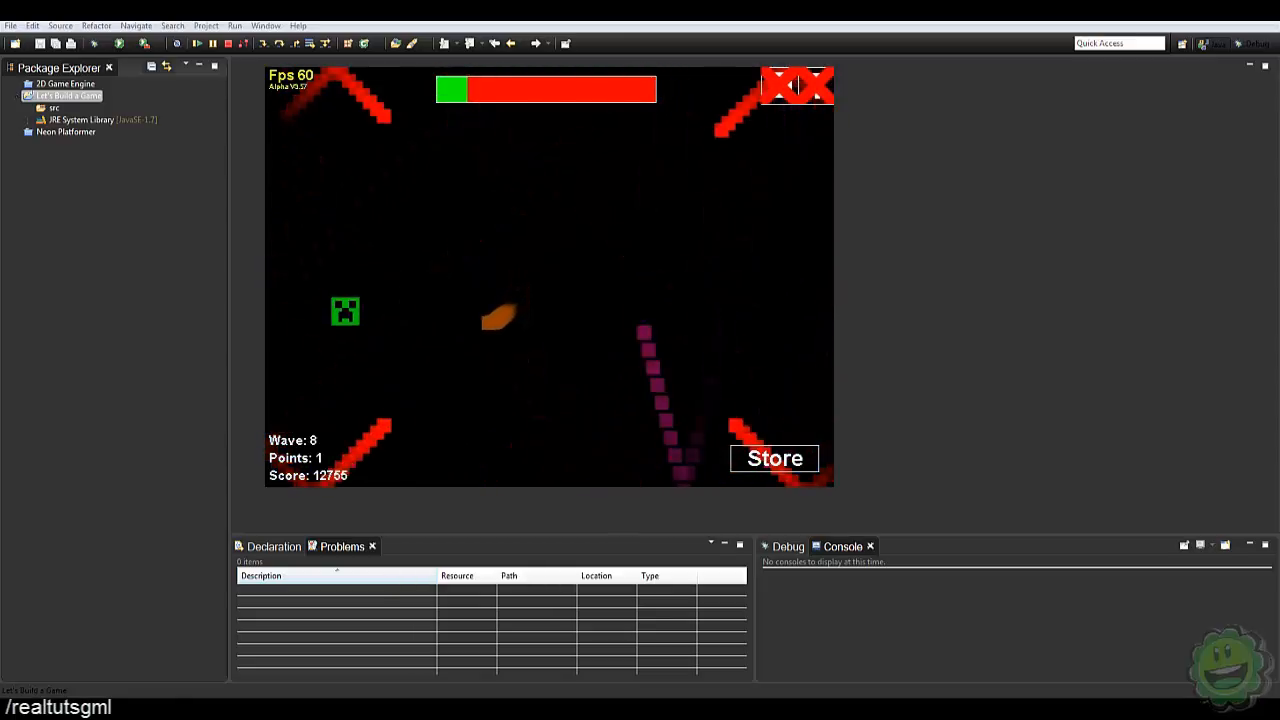 File Edit Source Refactor Navigate Search Project Run Window Help
Quick Access
Java
Debug
Package Explorer
2D Game Engine
Let's Build a Game
src
JRE System Library [JavaSE-1.7]
Neon Platformer
Fps 60
Alpha V3.57
Wave: 8
Points: 1
Score: 12755
Store
Declaration Problems
0 items
Description Resource Path Location Type
Debug Console
No consoles to display at this time.
Let's Build a Game
/realtutsgml